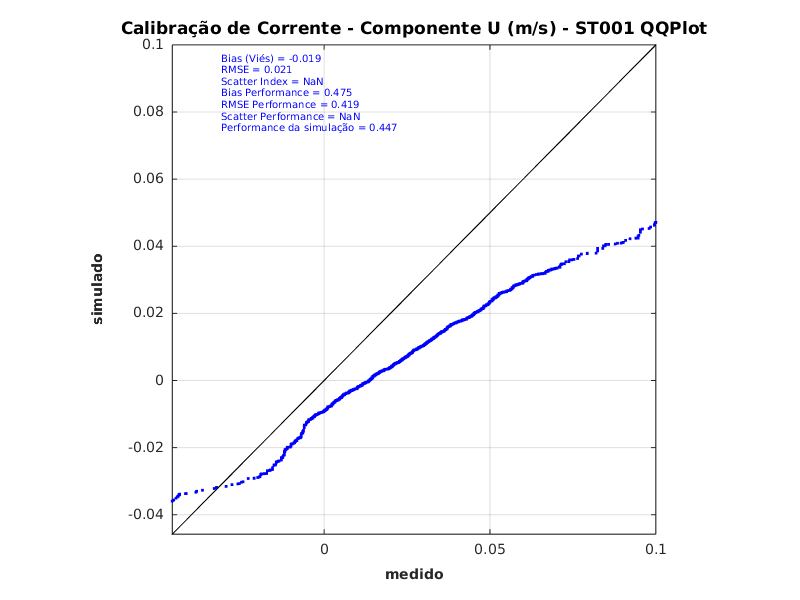 Calibração de Corrente - Componente U (m/s) - ST001 QQPlot
0.1
Bias (Viés) = -0.019
RMSE = 0.021
Scatter Index = NaN
Bias Performance = 0.475
RMSE Performance = 0.419
Scatter Performance = NaN
Performance da simulação = 0.447
0.08
0.06
0.04
0.02
0
-0.02
-0.04
simulado
0 0.05 0.1
medido